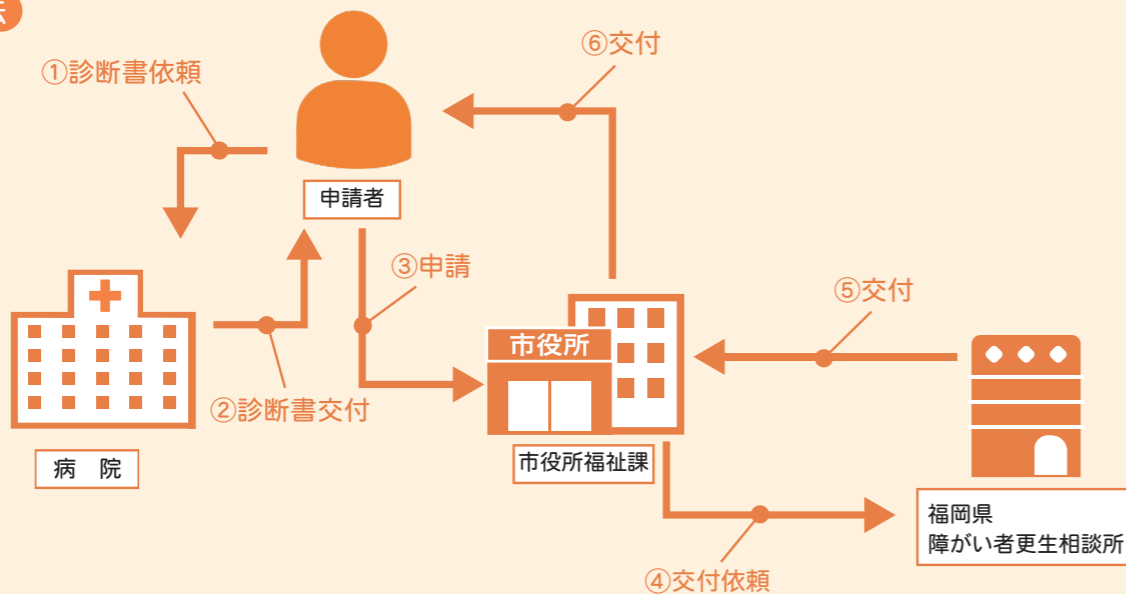 ①診断書依頼
⑥交付
申請者
③申請
⑤交付
市役所
②診断書交付
病　院
市役所福祉課
福岡県
障がい者更生相談所
④交付依頼